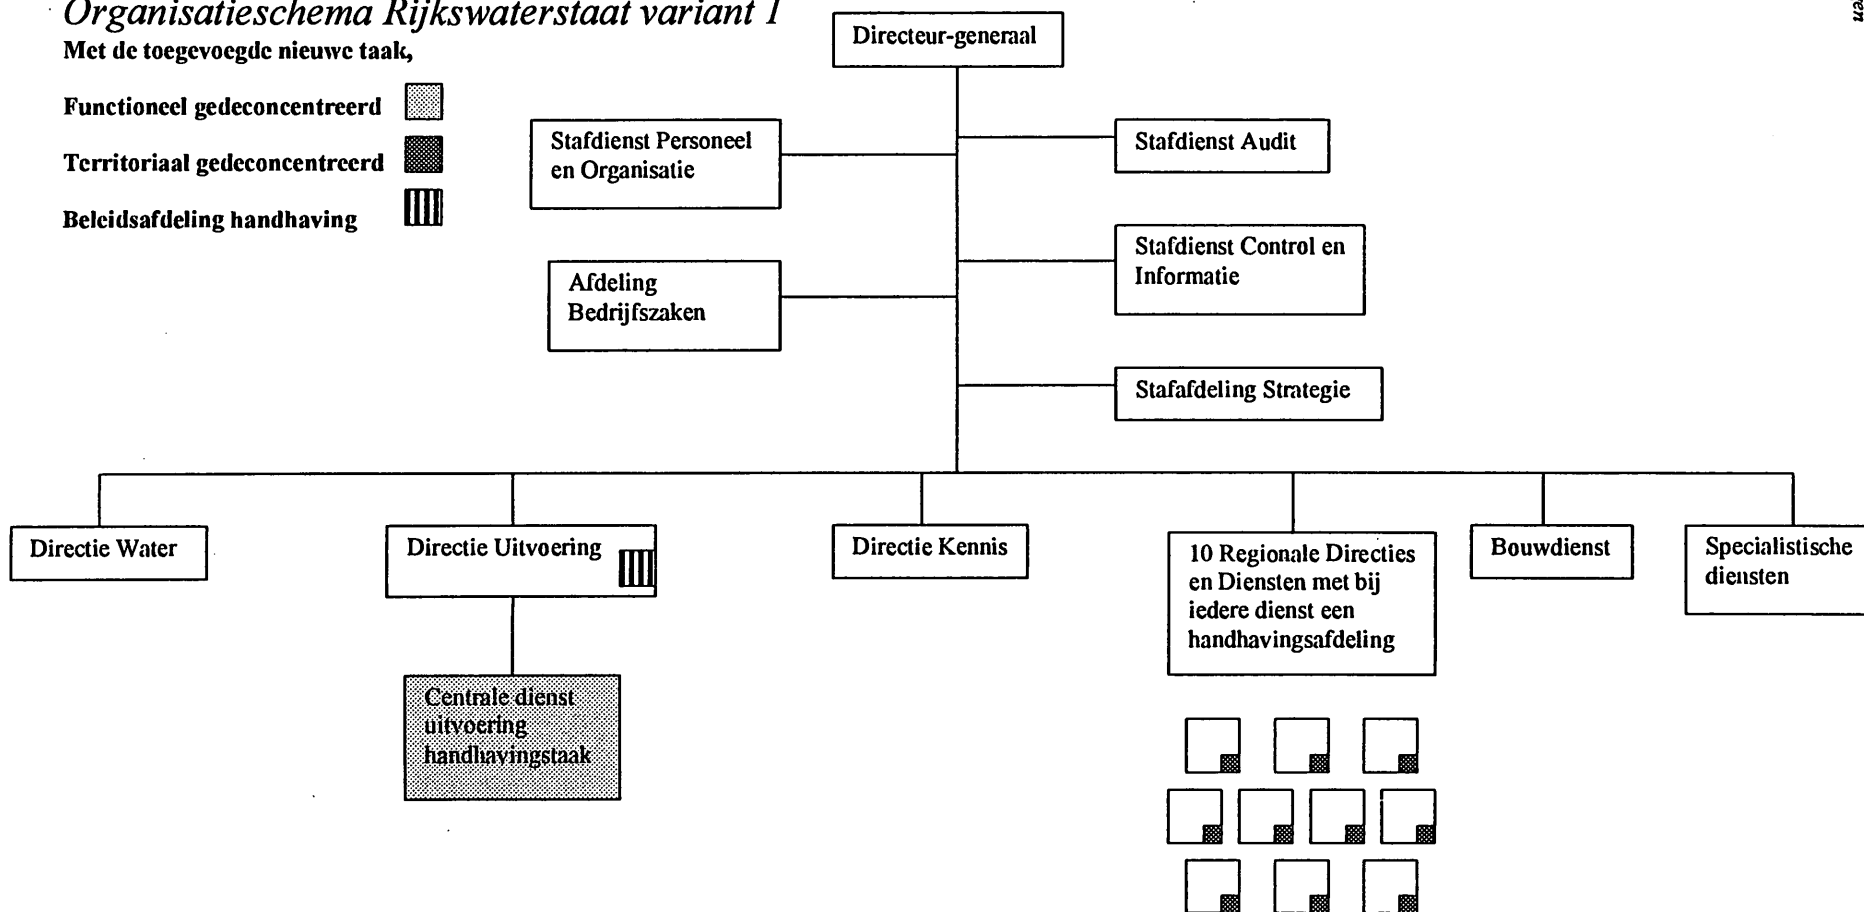 Organisatieschema Rijkswaterstaat variant 1
Met de toegevoegde nieuwe taak,
Functioneel gedeconcentreerd
Territoriaal gedeconcentreerd
Beleidsafdeling handhaving
Directeur-generaal
Stafdienst Personeel
en Organisatie
Stafdienst Audit
Stafdienst Control en
Informatie
Afdeling
Bedrijfszaken
Stafafdeling Strategie
Directie Water
Directie Uitvoering
Directie Kennis
10 Regionale Directies
en Diensten met bij
iedere dienst een
handhavingsafdeling
Bouwdienst
Specialistische
diensten
Centrale dienst
uitvoering
handhavingstaak